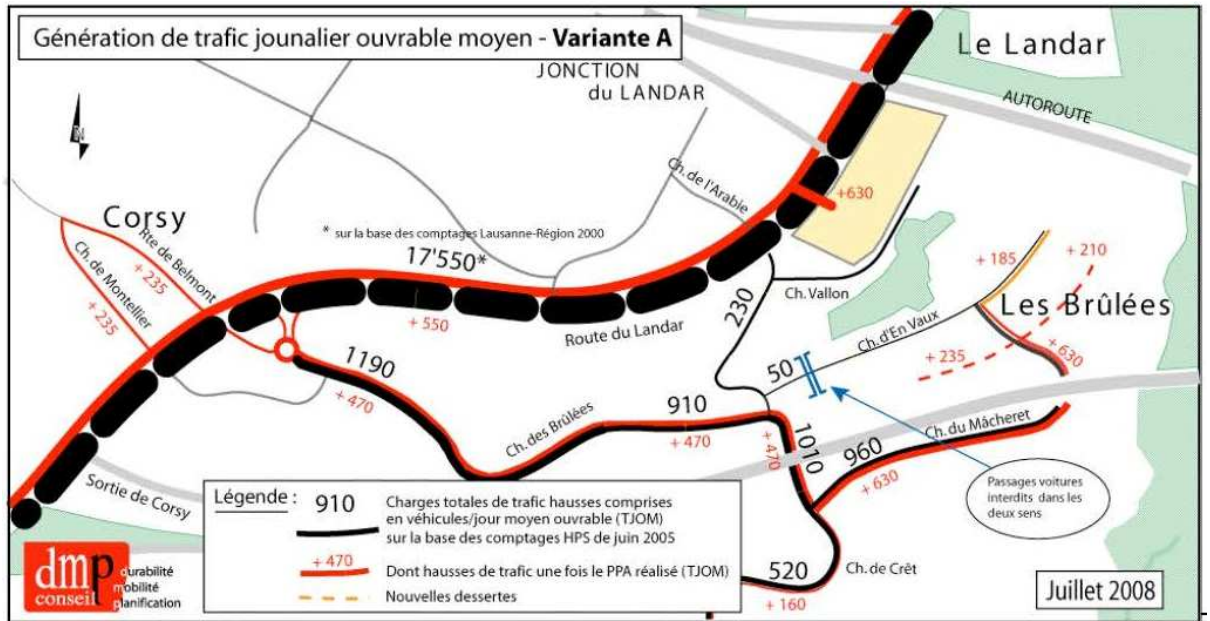 Génération de trafic jounalier ouvrable moyen - Variante A
JONCTION
du LANDAR
Le Landar
AUTOROUTE
N
Corsy
Ch. de l'Arabie
+630
* sur la base des comptages Lausanne-Région 2000
17'550*
Rte de Belmont
+ 235
Ch. de Montellier
+ 235
+ 550
Route du Landar
Ch. Vallon
230
+ 185
+ 210
Les Brûlées
Ch. d'En Vaux
50
+ 235
+ 630
1190
+ 470
Ch. des Brûlées
910
+ 470
1010
+470
960
Ch. du Mâcheret
+ 630
Passages voitures
interdits dans les
deux sens
Sortie de Corsy
Légende :
910
Charges totales de trafic hausses comprises
en véhicules/jour moyen ouvrable (TJOM)
sur la base des comptages HPS de juin 2005
+ 470
Dont hausses de trafic une fois le PPA réalisé (TJOM)
Nouvelles dessertes
520
+ 160
Ch. de Crêt
dmp
conseil
durabilité
mobilité
planification
Juillet 2008